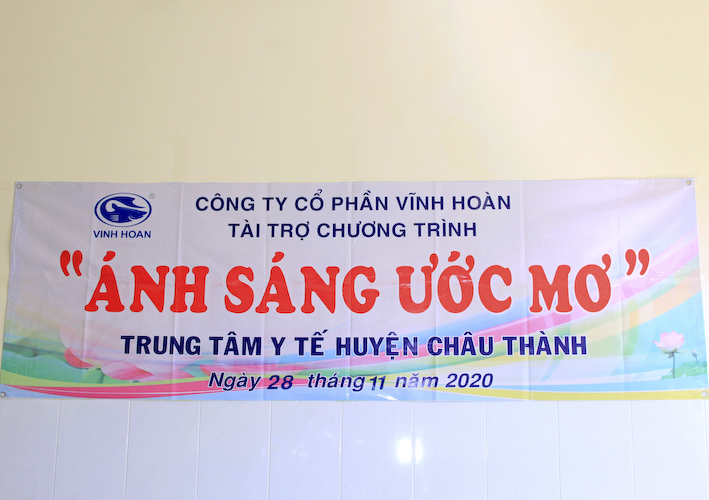 CÔNG TY CỔ PHẦN VĨNH HOÀN
TÀI TRỢ CHƯƠNG TRÌNH
VINH HOAN
"ÁNH SÁNG ƯỚC MƠ"
TRUNG TÂM Y TẾ HUYỆN CHÂU THÀNH
Ngày 28 tháng 11 năm 2020